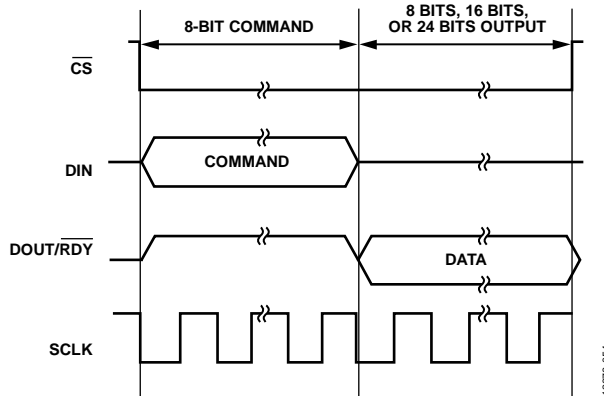 8-BIT COMMAND
8 BITS, 16 BITS,
OR 24 BITS OUTPUT
CS
DIN
COMMAND
DOUT/RDY
DATA
SCLK